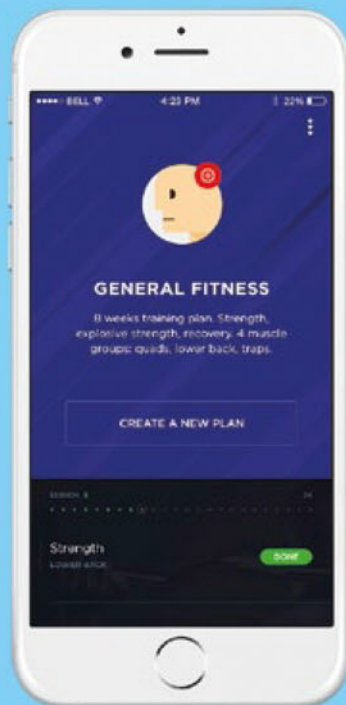 BELL 4:23 PM 22%
GENERAL FITNESS
8 weeks training plan. Strength,
explosive strength, recovery. 4 muscle
groups: quads, lower back, traps.
CREATE A NEW PLAN
SESSION
Strength
DONE
LOWER BACK